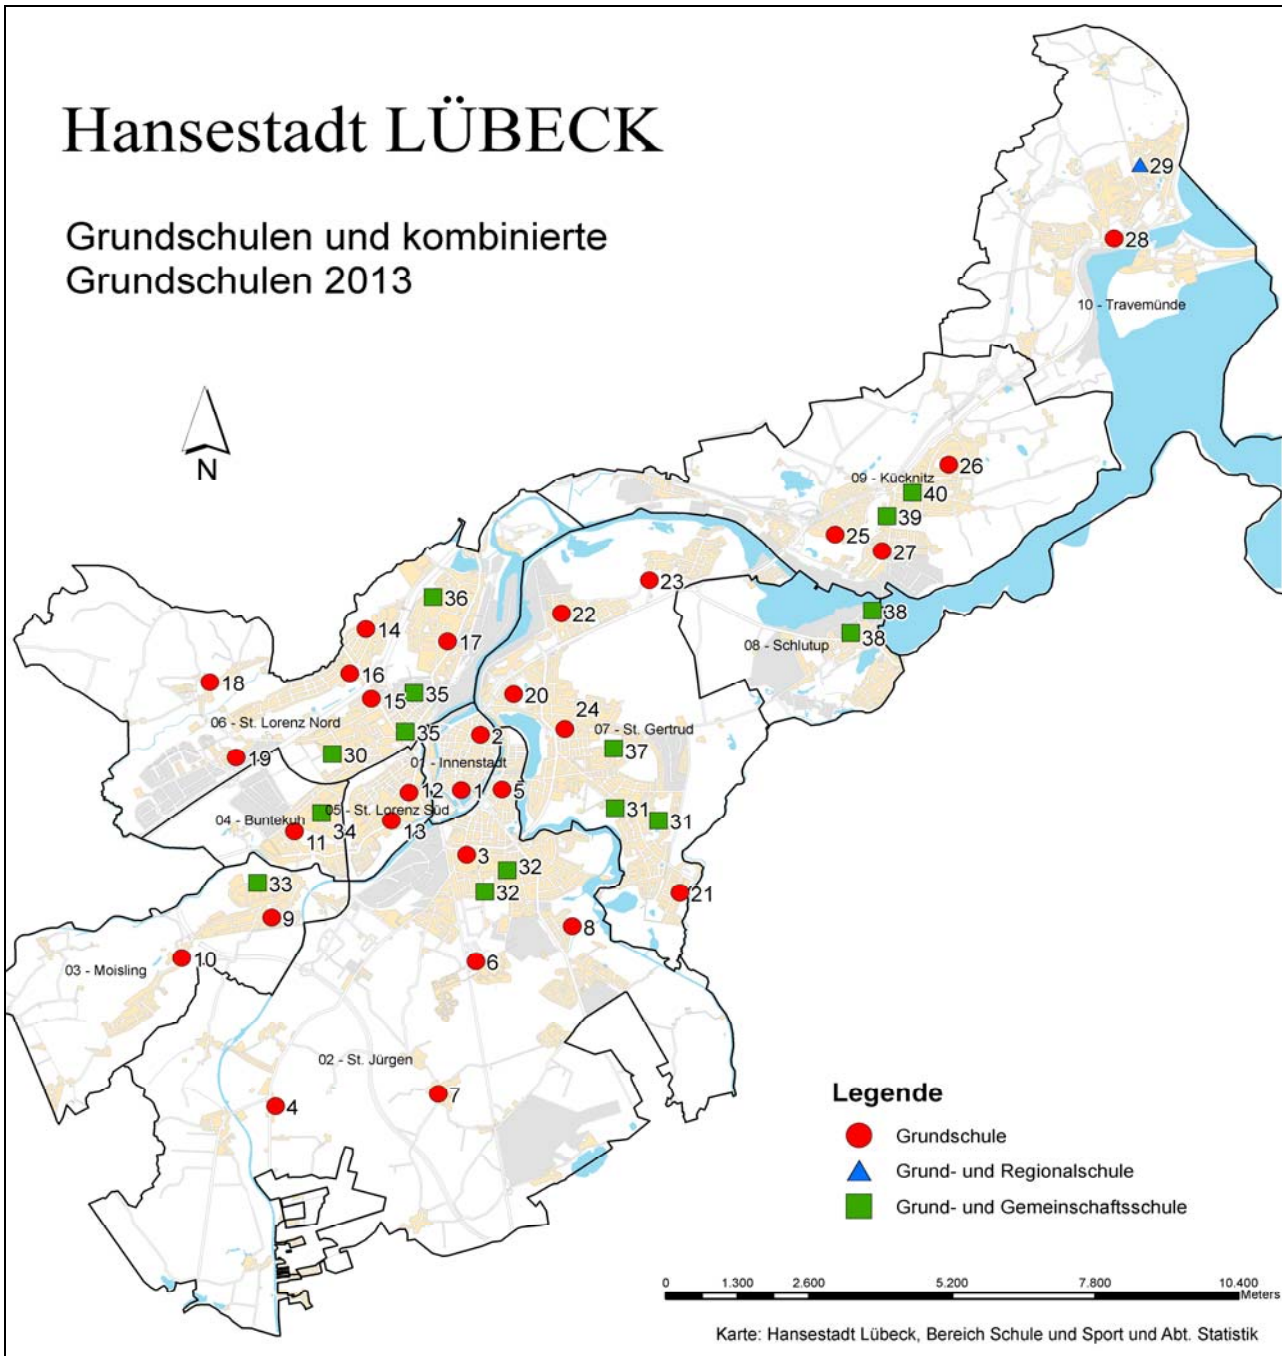 Hansestadt LÜBECK
Grundschulen und kombinierte
Grundschulen 2013
N
29
28
10 - Travemünde
26
09 - Kücknitz
40
39
25
27
23
36
22
38
14
17
38
08 - Schlutup
16
18
35
20
15
24
06 - St. Lorenz Nord
07 - St. Gertrud
35
2
37
30
19
01 - Innenstadt
12
1
5
31
05 - St. Lorenz Süd
04 - Buntekuh
31
34
13
11
3
32
33
32
21
9
8
10
6
03 - Moisling
02 - St. Jürgen
7
4
Legende
Grundschule
Grund- und Regionalschule
Grund- und Gemeinschaftsschule
0 1.300 2.600 5.200 7.800 10.400
Meters
Karte: Hansestadt Lübeck, Bereich Schule und Sport und Abt. Statistik